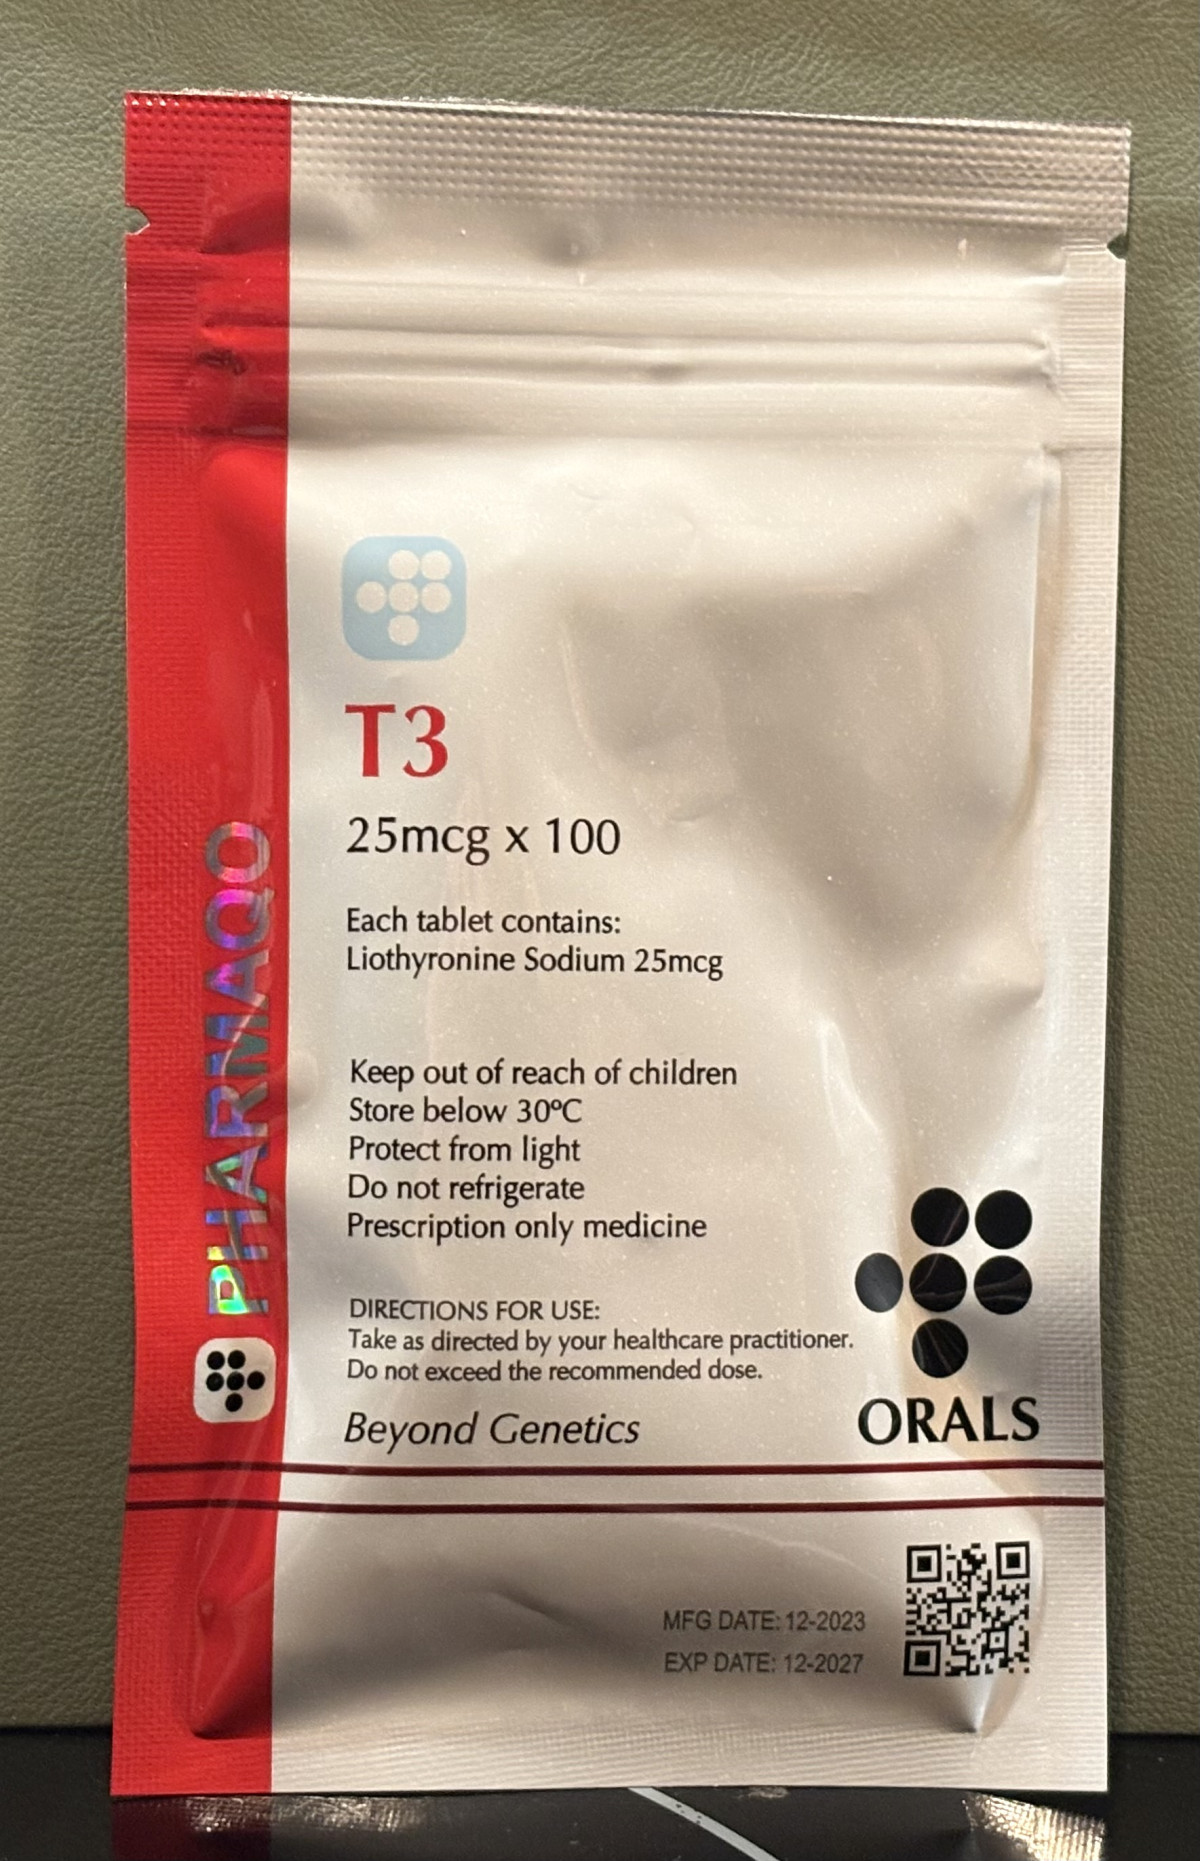 T3
25mcg x 100
Each tablet contains:
Liothyronine Sodium 25mcg
Keep out of reach of children
Store below 30ºC
Protect from light
Do not refrigerate
Prescription only medicine
DIRECTIONS FOR USE:
Take as directed by your healthcare practitioner.
Do not exceed the recommended dose.
Beyond Genetics
ORALS
PHARMAQO
MFG DATE: 12-2023
EXP DATE: 12-2027